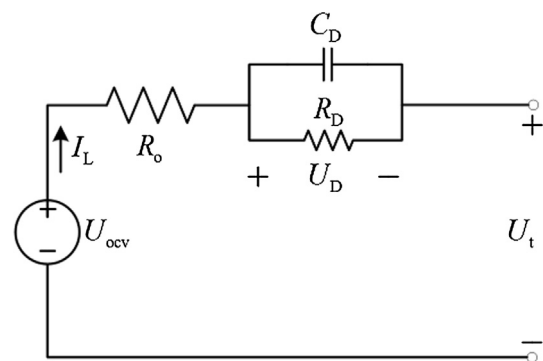 C_D
R_D
I_L
R_o
+ U_D −
+
+
U_ocv
−
U_t
−